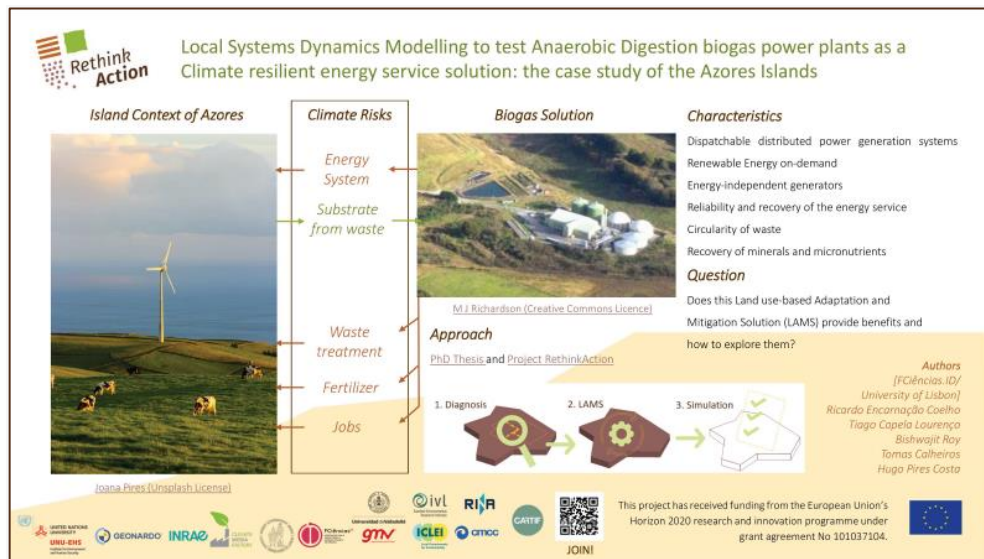 Rethink
Action
Local Systems Dynamics Modelling to test Anaerobic Digestion biogas power plants as a
Climate resilient energy service solution: the case study of the Azores Islands
Island Context of Azores
Climate Risks
Energy
System
Substrate
from waste
Waste
treatment
Fertilizer
Jobs
Joana Pires (Unsplash License)
Biogas Solution
M J Richardson (Creative Commons Licence)
Approach
PhD Thesis and Project RethinkAction
1. Diagnosis
2. LAMS
3. Simulation
Characteristics
Dispatchable distributed power generation systems
Renewable Energy on-demand
Energy-independent generators
Reliability and recovery of the energy service
Circularity of waste
Recovery of minerals and micronutrients
Question
Does this Land use-based Adaptation and
Mitigation Solution (LAMS) provide benefits and
how to explore them?
Authors
[FCiências.ID/
University of Lisbon]
Ricardo Encarnação Coelho
Tiago Capela Lourenço
Bishwajit Roy
Tomas Calheiros
Hugo Pires Costa
UNITED NATIONS
UNIVERSITY
UNU-EHS
GEONARDO
INRAE
CLIMATE
MEDIA
FACTORY
FCiências ID
Universidad de Valladolid
gmv
ivl
ICLEI
RINA
cmcc
CARTIF
JOIN!
This project has received funding from the European Union's
Horizon 2020 research and innovation programme under
grant agreement No 101037104.